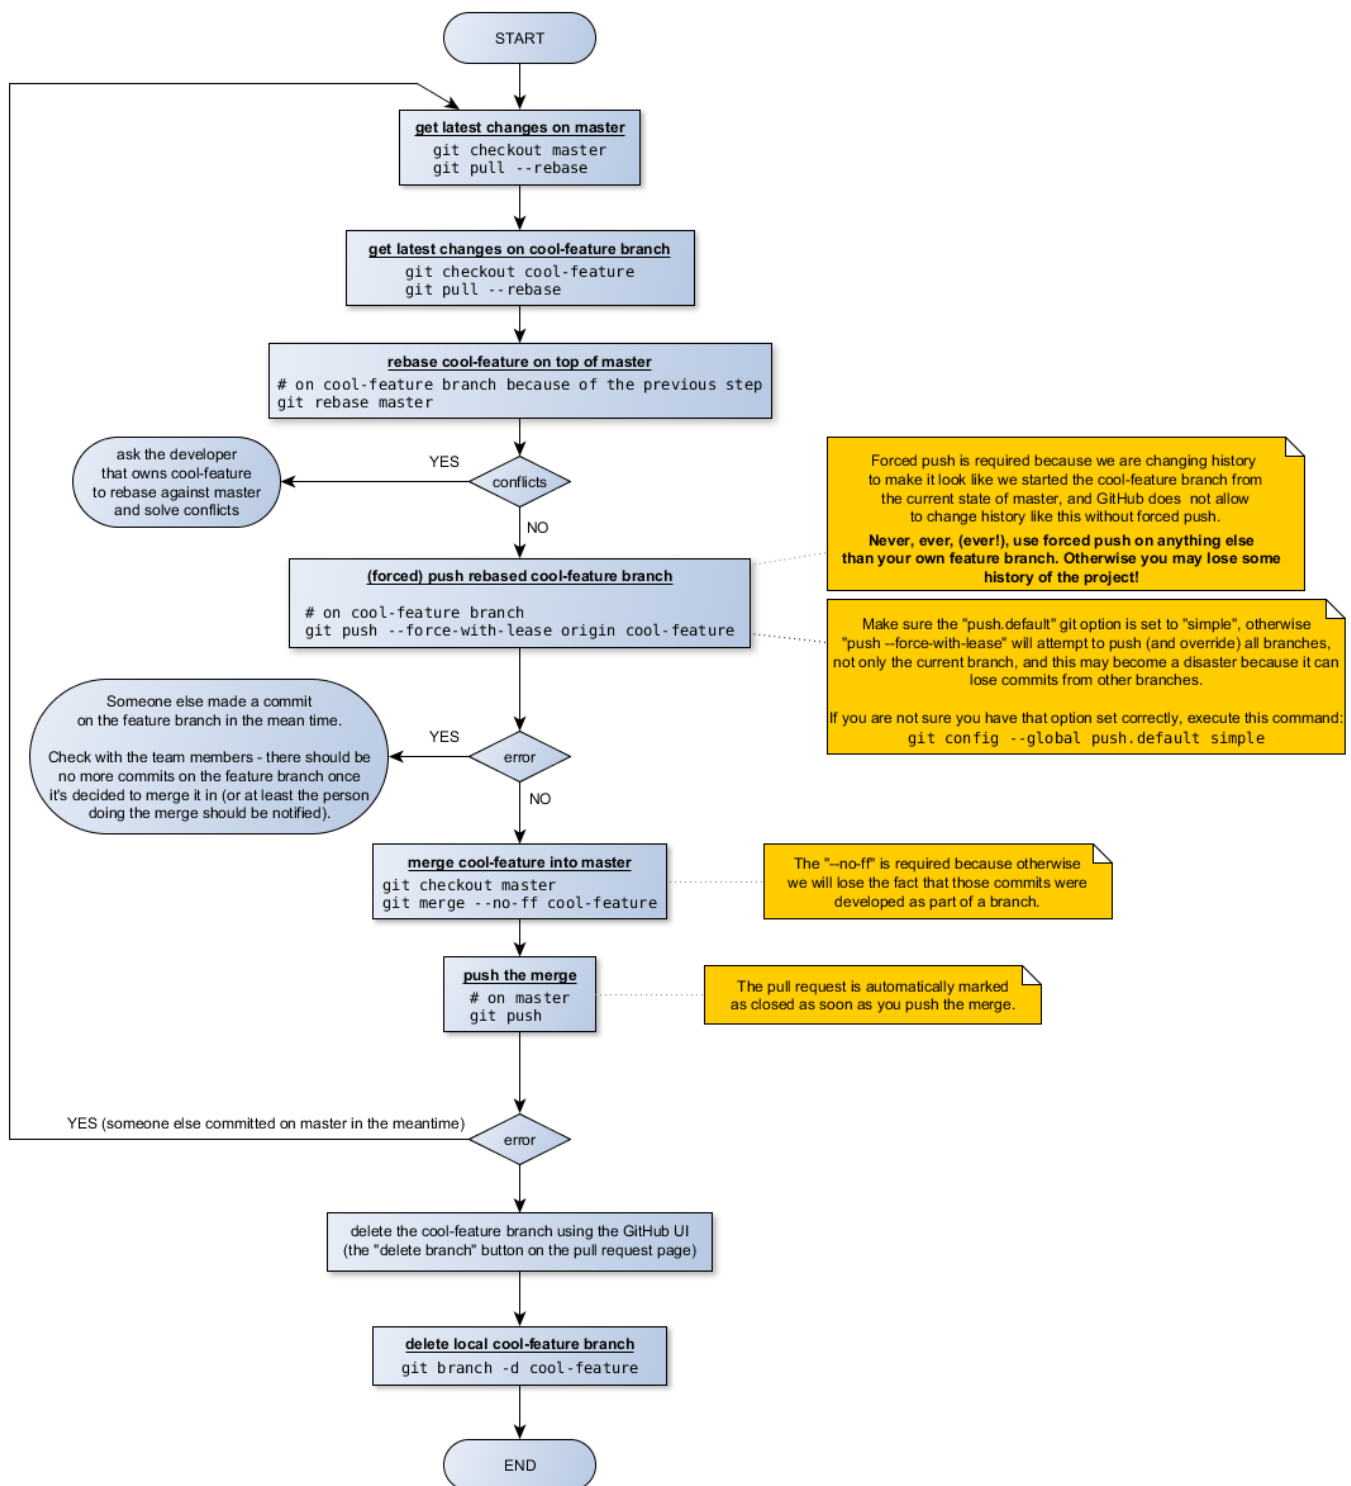 START
get latest changes on master
git checkout master
git pull --rebase
get latest changes on cool-feature branch
git checkout cool-feature
git pull --rebase
rebase cool-feature on top of master
# on cool-feature branch because of the previous step
git rebase master
ask the developer
that owns cool-feature
to rebase against master
and solve conflicts
YES
conflicts
NO
Forced push is required because we are changing history
to make it look like we started the cool-feature branch from
the current state of master, and GitHub does not allow
to change history like this without forced push.
Never, ever, (ever!), use forced push on anything else
than your own feature branch. Otherwise you may lose some
history of the project!
(forced) push rebased cool-feature branch
# on cool-feature branch
git push --force-with-lease origin cool-feature
Make sure the "push.default" git option is set to "simple", otherwise
"push --force-with-lease" will attempt to push (and override) all branches,
not only the current branch, and this may become a disaster because it can
lose commits from other branches.
If you are not sure you have that option set correctly, execute this command:
git config --global push.default simple
Someone else made a commit
on the feature branch in the mean time.
Check with the team members - there should be
no more commits on the feature branch once
it's decided to merge it in (or at least the person
doing the merge should be notified).
YES
error
NO
merge cool-feature into master
git checkout master
git merge --no-ff cool-feature
The "--no-ff" is required because otherwise
we will lose the fact that those commits were
developed as part of a branch.
push the merge
# on master
git push
The pull request is automatically marked
as closed as soon as you push the merge.
YES (someone else committed on master in the meantime)
error
delete the cool-feature branch using the GitHub UI
(the "delete branch" button on the pull request page)
delete local cool-feature branch
git branch -d cool-feature
END